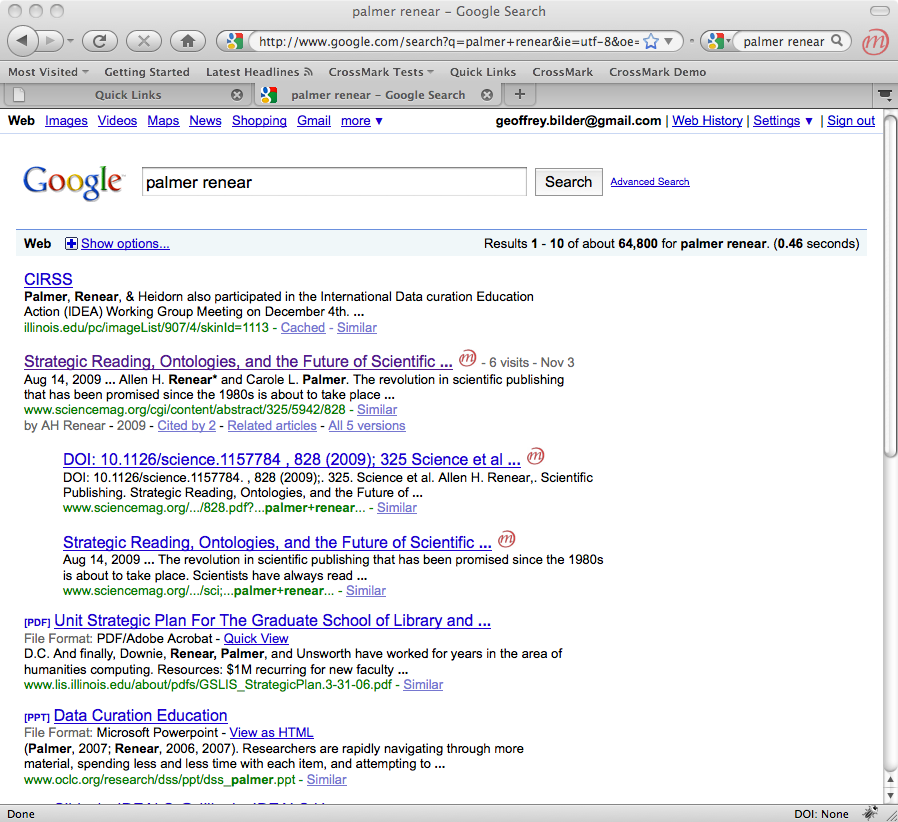 palmer renear – Google Search
http://www.google.com/search?q=palmer+renear&ie=utf-8&oe=
palmer renear
Most Visited Getting Started Latest Headlines CrossMark Tests Quick Links CrossMark CrossMark Demo
Quick Links palmer renear – Google Search
Web Images Videos Maps News Shopping Gmail more ▼ geoffrey.bilder@gmail.com | Web History | Settings ▼ | Sign out
Google palmer renear Search Advanced Search
Web Show options... Results 1 - 10 of about 64,800 for palmer renear. (0.46 seconds)
CIRSS
Palmer, Renear, & Heidorn also participated in the International Data curation Education
Action (IDEA) Working Group Meeting on December 4th. ...
illinois.edu/pc/imageList/907/4/skinId=1113 - Cached - Similar
Strategic Reading, Ontologies, and the Future of Scientific ... m - 6 visits - Nov 3
Aug 14, 2009 ... Allen H. Renear* and Carole L. Palmer. The revolution in scientific publishing
that has been promised since the 1980s is about to take place ...
www.sciencemag.org/cgi/content/abstract/325/5942/828 - Similar
by AH Renear - 2009 - Cited by 2 - Related articles - All 5 versions
DOI: 10.1126/science.1157784 , 828 (2009); 325 Science et al ... m
DOI: 10.1126/science.1157784. , 828 (2009);. 325. Science et al. Allen H. Renear,. Scientific
Publishing. Strategic Reading, Ontologies, and the Future of ...
www.sciencemag.org/.../828.pdf?...palmer+renear... - Similar
Strategic Reading, Ontologies, and the Future of Scientific ... m
Aug 14, 2009 ... The revolution in scientific publishing that has been promised since the 1980s
is about to take place. Scientists have always read ...
www.sciencemag.org/.../sci;...palmer+renear... - Similar
[PDF] Unit Strategic Plan For The Graduate School of Library and ...
File Format: PDF/Adobe Acrobat - Quick View
D.C. And finally, Downie, Renear, Palmer, and Unsworth have worked for years in the area of
humanities computing. Resources: $1M recurring for new faculty ...
www.lis.illinois.edu/about/pdfs/GSLIS_StrategicPlan.3-31-06.pdf - Similar
[PPT] Data Curation Education
File Format: Microsoft Powerpoint - View as HTML
(Palmer, 2007; Renear, 2006, 2007). Researchers are rapidly navigating through more
material, spending less and less time with each item, and attempting to ...
www.oclc.org/research/dss/ppt/dss_palmer.ppt - Similar
Done DOI: None